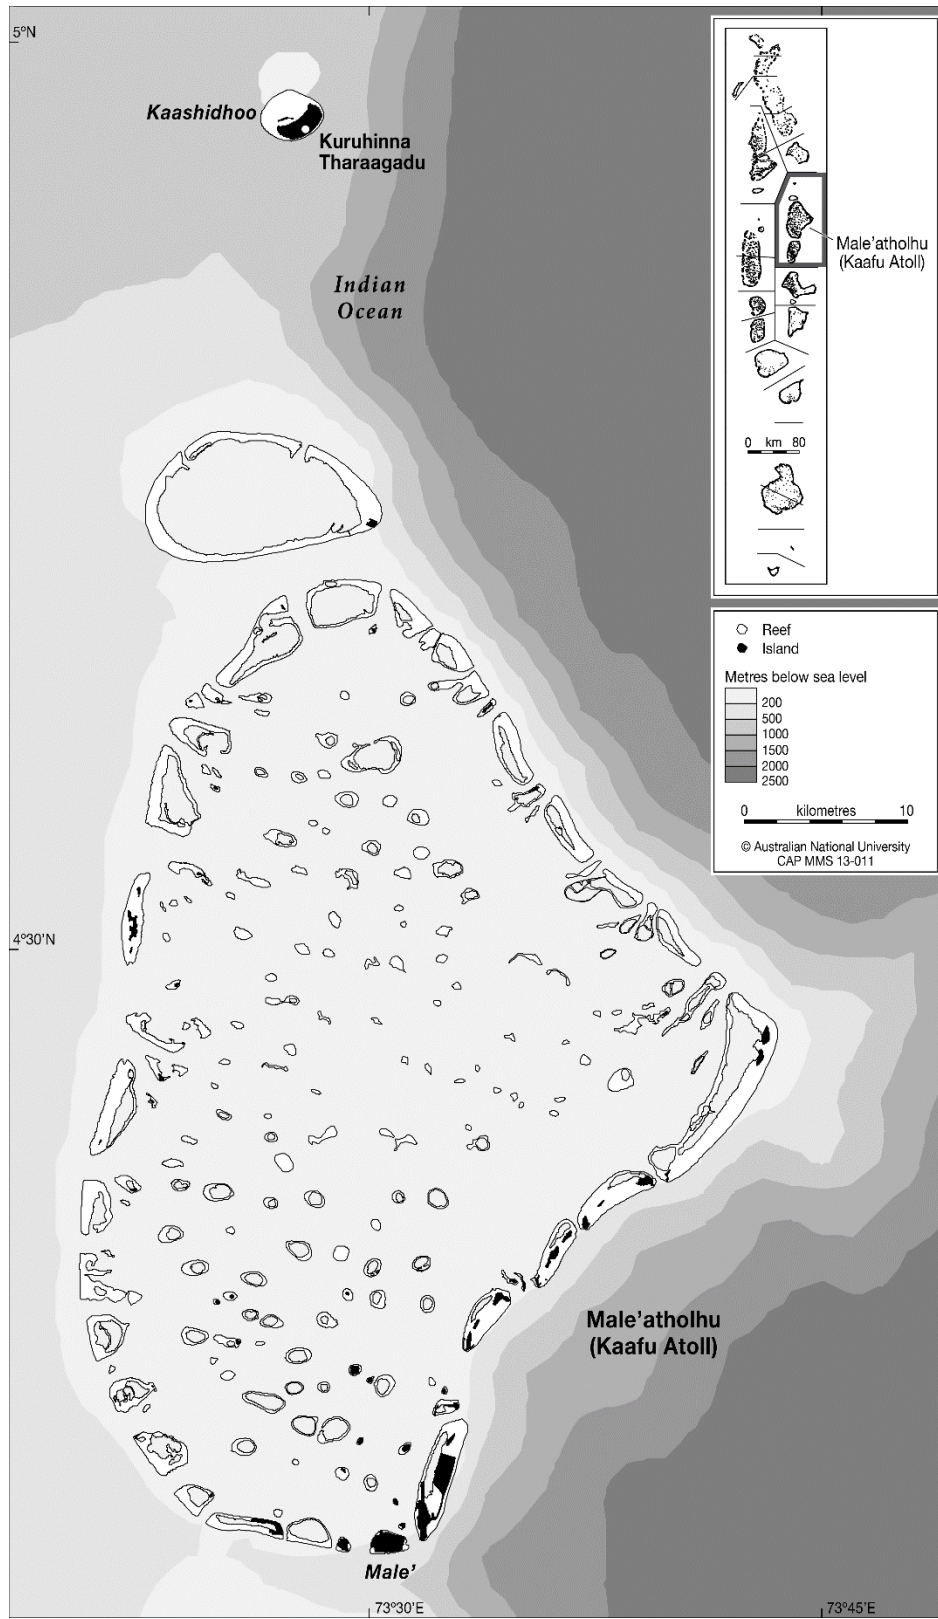 5°N
Kaashidhoo
Kuruhinna
Tharaagadu
Indian
Ocean
Male'atholhu
(Kaafu Atoll)
0 km 80
Reef
Island
Metres below sea level
200
500
1000
1500
2000
2500
0 kilometres 10
© Australian National University
CAP MMS 13-011
4°30'N
Male'atholhu
(Kaafu Atoll)
Male'
73°30'E
73°45'E